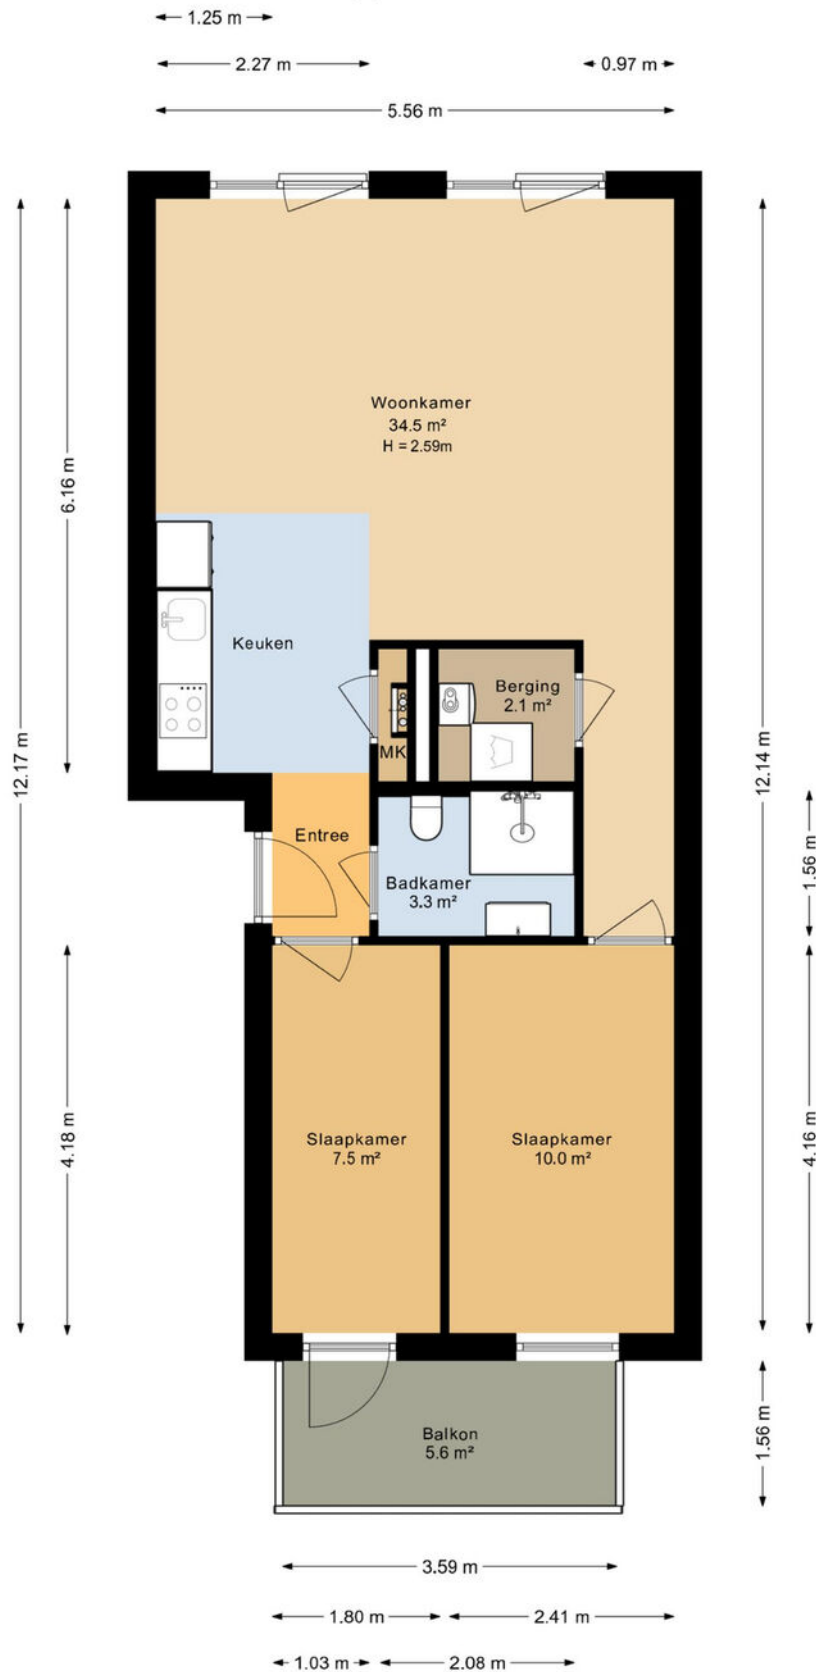 1.25 m
2.27 m
0.97 m
5.56 m
Woonkamer
34.5 m²
H = 2.59m
6.16 m
Keuken
Berging
2.1 m²
MK
12.17 m
12.14 m
Entree
1.56 m
Badkamer
3.3 m²
4.18 m
Slaapkamer
7.5 m²
Slaapkamer
10.0 m²
4.16 m
Balkon
5.6 m²
1.56 m
3.59 m
1.80 m
2.41 m
1.03 m
2.08 m